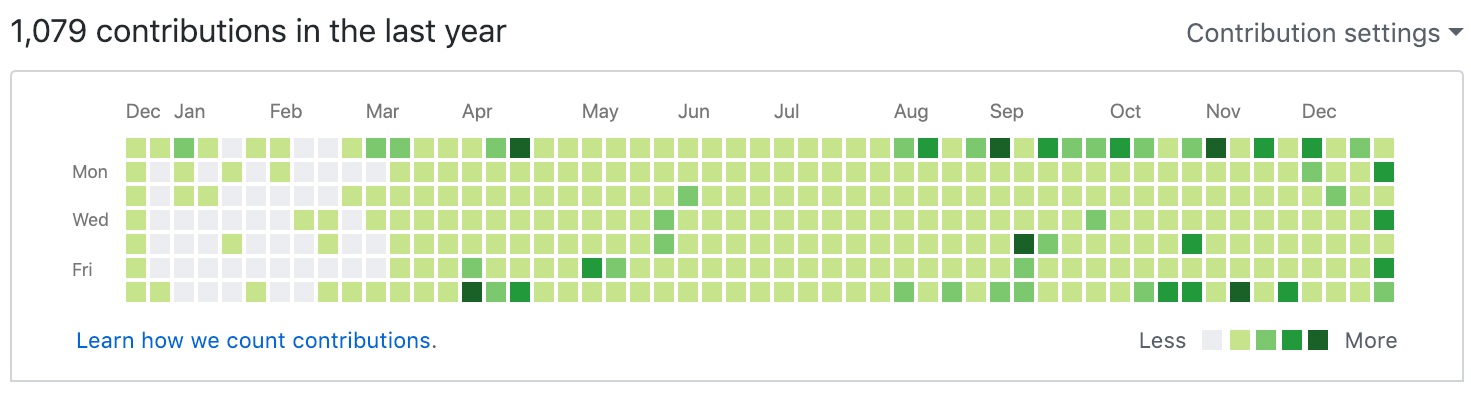 1,079 contributions in the last year
Contribution settings
Dec Jan Feb Mar Apr May Jun Jul Aug Sep Oct Nov Dec
Mon
Wed
Fri
Learn how we count contributions.
Less More